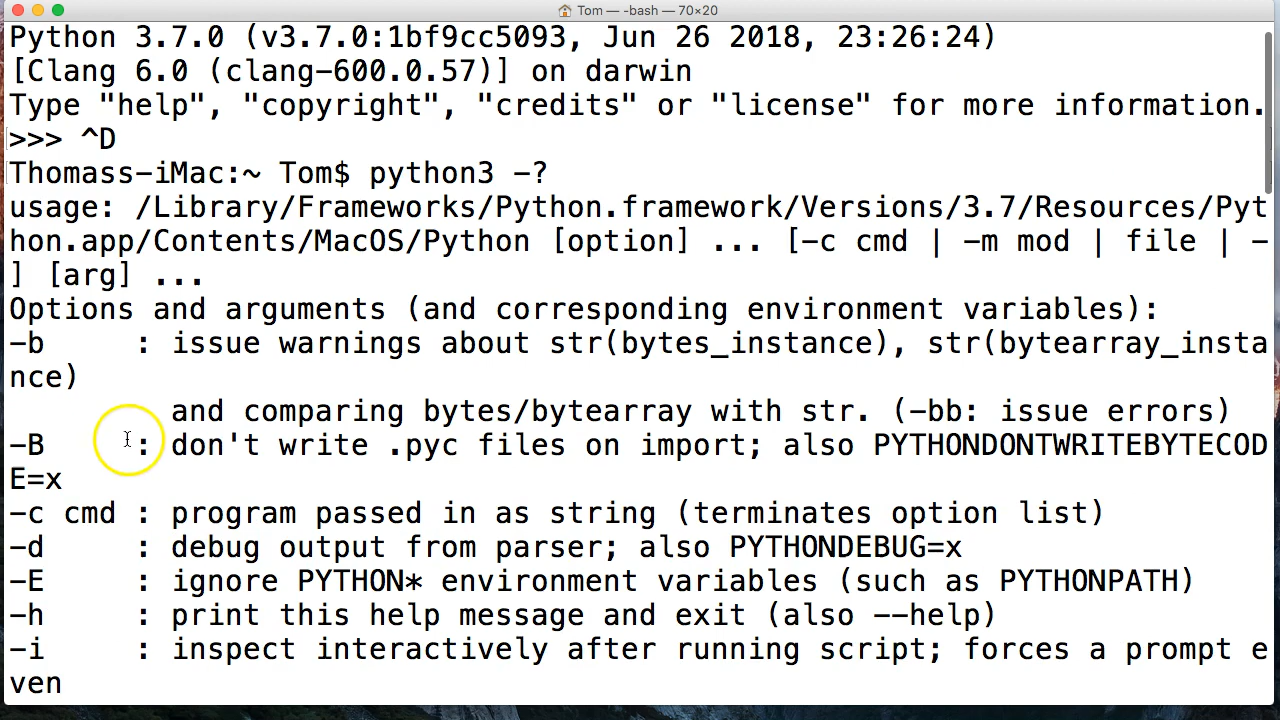 Tom — -bash — 70×20
Python 3.7.0 (v3.7.0:1bf9cc5093, Jun 26 2018, 23:26:24)
[Clang 6.0 (clang-600.0.57)] on darwin
Type "help", "copyright", "credits" or "license" for more information.
>>> ^D
Thomass-iMac:~ Tom$ python3 -?
usage: /Library/Frameworks/Python.framework/Versions/3.7/Resources/Pyt
hon.app/Contents/MacOS/Python [option] ... [-c cmd | -m mod | file | -
] [arg] ...
Options and arguments (and corresponding environment variables):
-b     : issue warnings about str(bytes_instance), str(bytearray_insta
nce)
         and comparing bytes/bytearray with str. (-bb: issue errors)
-B     : don't write .pyc files on import; also PYTHONDONTWRITEBYTECOD
E=x
-c cmd : program passed in as string (terminates option list)
-d     : debug output from parser; also PYTHONDEBUG=x
-E     : ignore PYTHON* environment variables (such as PYTHONPATH)
-h     : print this help message and exit (also --help)
-i     : inspect interactively after running script; forces a prompt e
ven